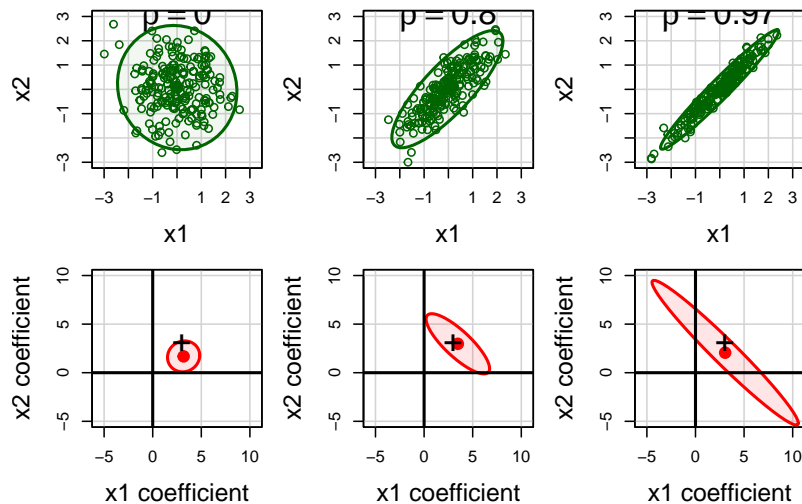 ρ = 0
ρ = 0.8
ρ = 0.97
3
1
-1
-3
x2
-3 -1 1 2 3
x1
3
1
-1
-3
x2
-3 -1 1 2 3
x1
3
1
-1
-3
x2
-3 -1 1 2 3
x1
10
5
0
-5
x2 coefficient
-5 0 5 10
x1 coefficient
10
5
0
-5
x2 coefficient
-5 0 5 10
x1 coefficient
10
5
0
-5
x2 coefficient
-5 0 5 10
x1 coefficient